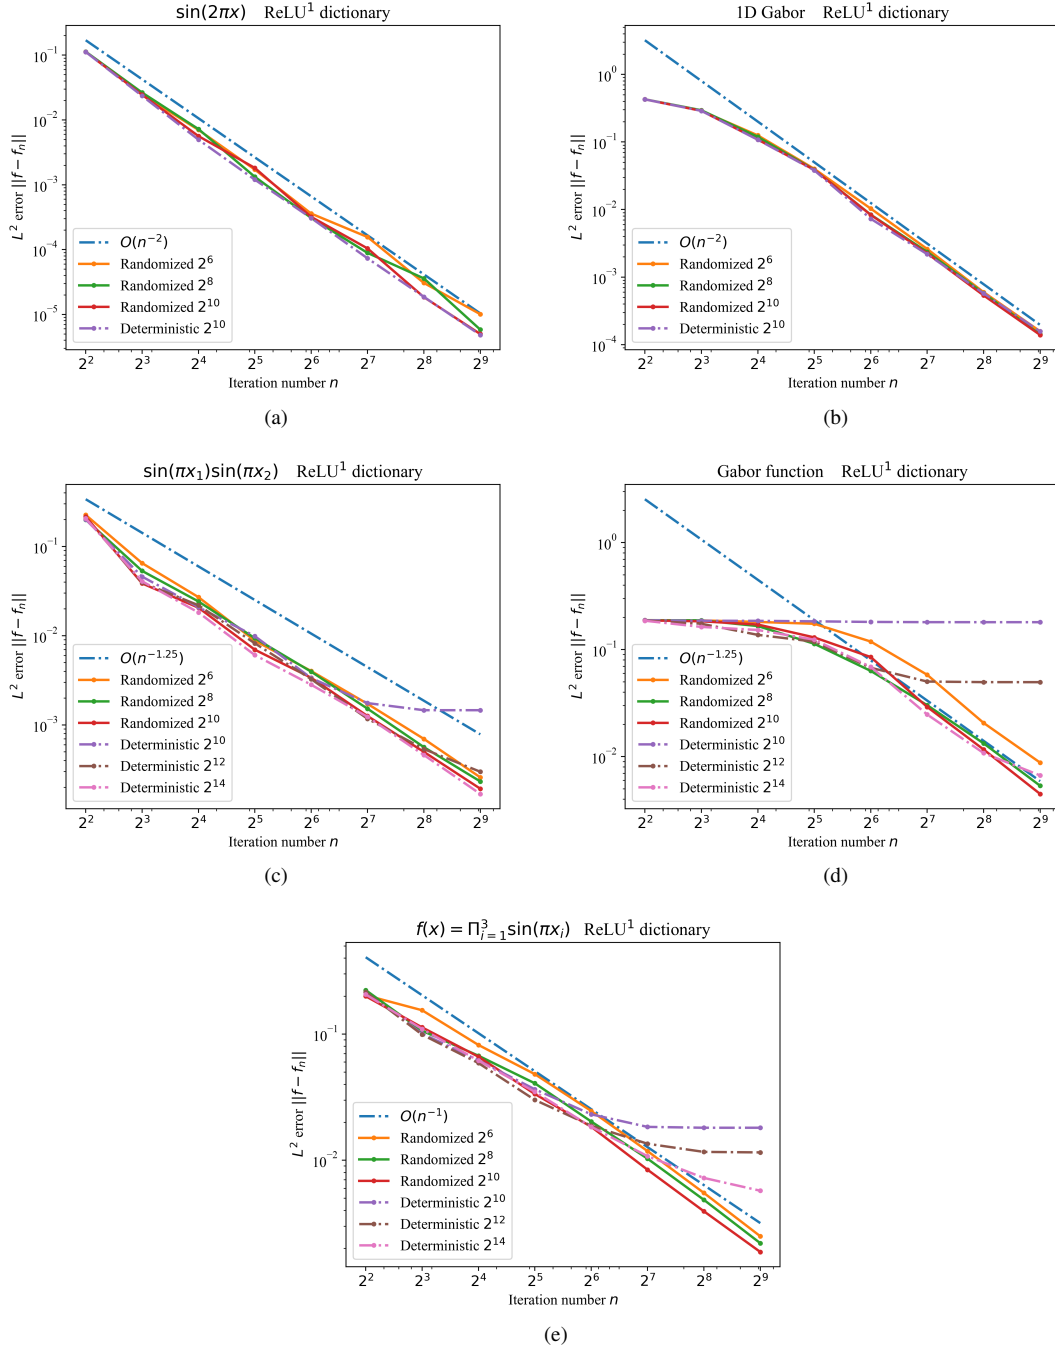 sin(2πx) ReLU¹ dictionary
L² error ||f − fₙ||
10⁻¹
10⁻²
10⁻³
10⁻⁴
10⁻⁵
O(n⁻²)
Randomized 2⁶
Randomized 2⁸
Randomized 2¹⁰
Deterministic 2¹⁰
2² 2³ 2⁴ 2⁵ 2⁶ 2⁷ 2⁸ 2⁹
Iteration number n
(a)
1D Gabor ReLU¹ dictionary
L² error ||f − fₙ||
10⁰
10⁻¹
10⁻²
10⁻³
10⁻⁴
O(n⁻²)
Randomized 2⁶
Randomized 2⁸
Randomized 2¹⁰
Deterministic 2¹⁰
2² 2³ 2⁴ 2⁵ 2⁶ 2⁷ 2⁸ 2⁹
Iteration number n
(b)
sin(πx₁)sin(πx₂) ReLU¹ dictionary
L² error ||f − fₙ||
10⁻¹
10⁻²
10⁻³
O(n⁻¹·²⁵)
Randomized 2⁶
Randomized 2⁸
Randomized 2¹⁰
Deterministic 2¹⁰
Deterministic 2¹²
Deterministic 2¹⁴
2² 2³ 2⁴ 2⁵ 2⁶ 2⁷ 2⁸ 2⁹
Iteration number n
(c)
Gabor function ReLU¹ dictionary
L² error ||f − fₙ||
10⁰
10⁻¹
10⁻²
O(n⁻¹·²⁵)
Randomized 2⁶
Randomized 2⁸
Randomized 2¹⁰
Deterministic 2¹⁰
Deterministic 2¹²
Deterministic 2¹⁴
2² 2³ 2⁴ 2⁵ 2⁶ 2⁷ 2⁸ 2⁹
Iteration number n
(d)
f(x) = Π³ᵢ₌₁sin(πxᵢ) ReLU¹ dictionary
L² error ||f − fₙ||
10⁻¹
10⁻²
O(n⁻¹)
Randomized 2⁶
Randomized 2⁸
Randomized 2¹⁰
Deterministic 2¹⁰
Deterministic 2¹²
Deterministic 2¹⁴
2² 2³ 2⁴ 2⁵ 2⁶ 2⁷ 2⁸ 2⁹
Iteration number n
(e)